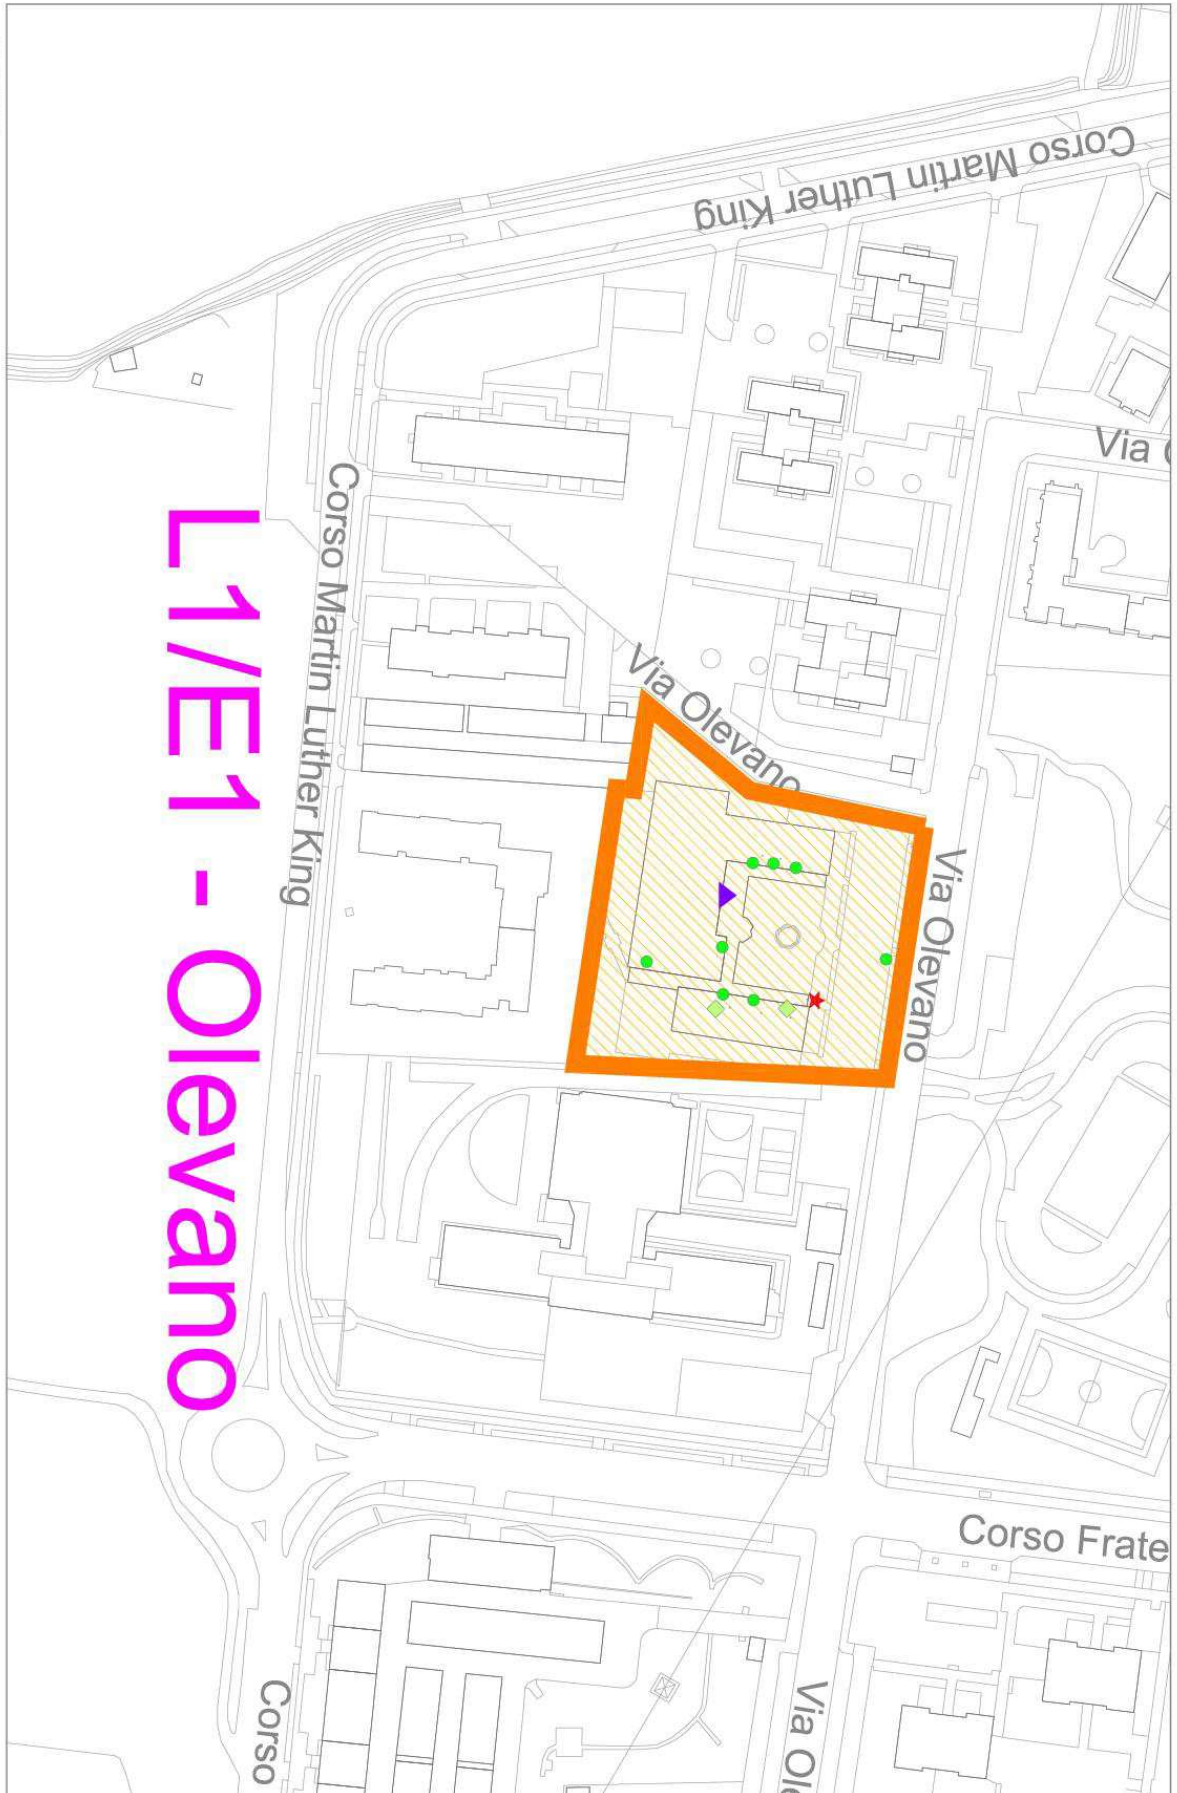 Corso Martin Luther King
Via
Corso Martin Luther King
L1/E1 - Olevano
Via Olevano
Via Olevano
Corso Frate
Corso
Via Ole